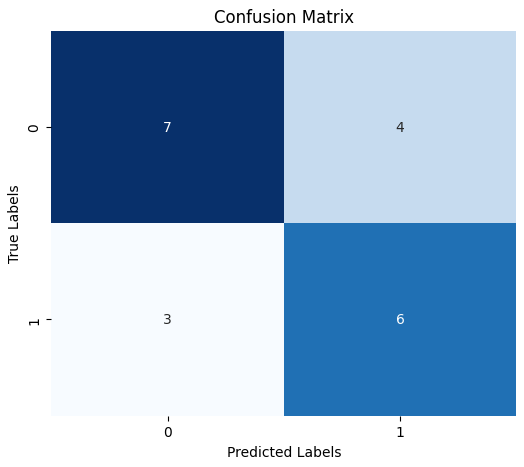 Confusion Matrix
True Labels
0
7
4
1
3
6
0
1
Predicted Labels